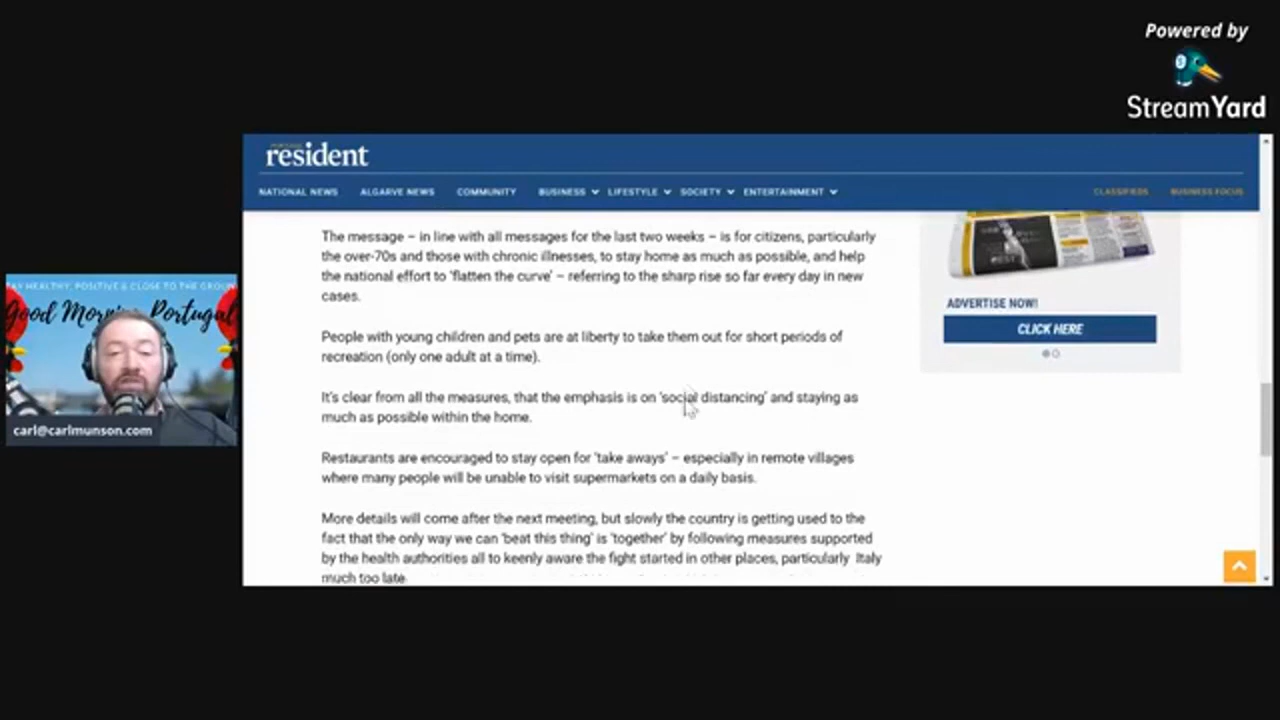 Powered by
StreamYard
resident
NATIONAL NEWS ALGARVE NEWS COMMUNITY BUSINESS LIFESTYLE SOCIETY ENTERTAINMENT CLASSIFIEDS BUSINESS FOCUS
The message – in line with all messages for the last two weeks – is for citizens, particularly
the over-70s and those with chronic illnesses, to stay home as much as possible, and help
the national effort to ‘flatten the curve’ – referring to the sharp rise so far every day in new
cases.
People with young children and pets are at liberty to take them out for short periods of
recreation (only one adult at a time).
It’s clear from all the measures, that the emphasis is on ‘social distancing’ and staying as
much as possible within the home.
Restaurants are encouraged to stay open for ‘take aways’ – especially in remote villages
where many people will be unable to visit supermarkets on a daily basis.
More details will come after the next meeting, but slowly the country is getting used to the
fact that the only way we can ‘beat this thing’ is ‘together’ by following measures supported
by the health authorities all to keenly aware the fight started in other places, particularly Italy
much too late
ADVERTISE NOW!
CLICK HERE
AY HEALTHY, POSITIVE & CLOSE TO THE GROUN
Good Morning Portugal
carl@carlmunson.com